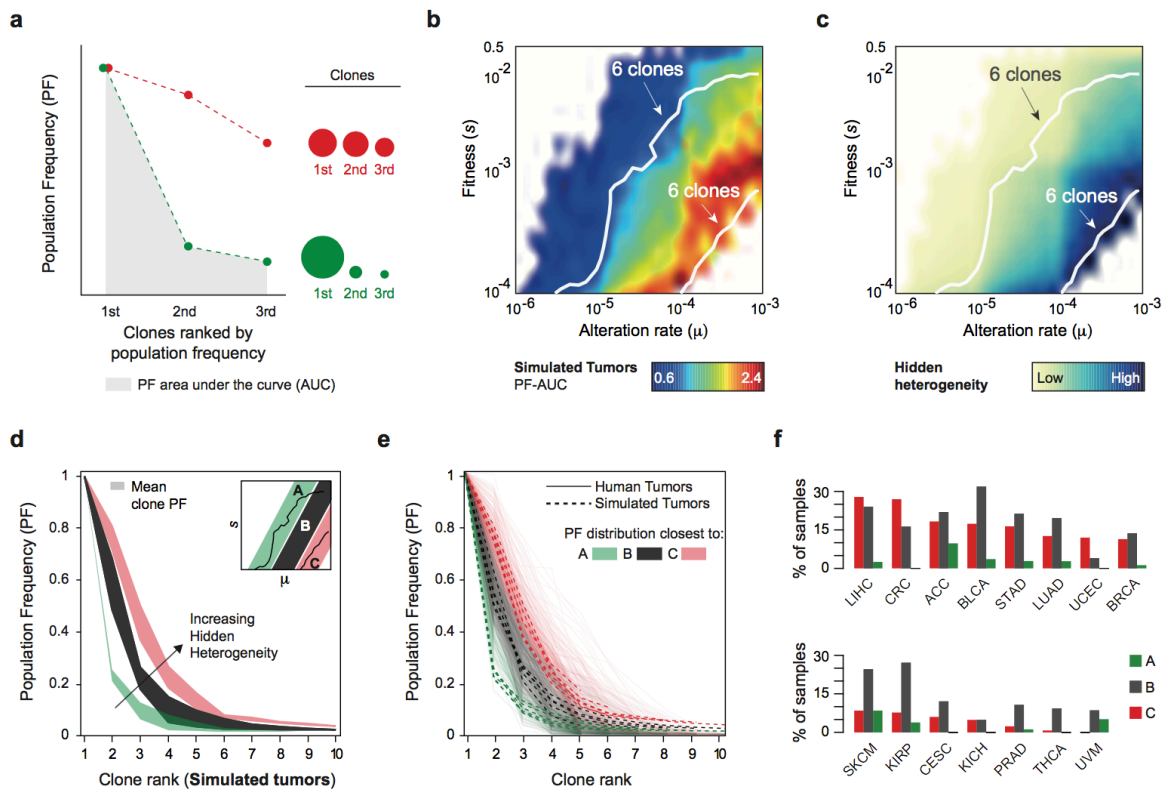 a
Population Frequency (PF)
Clones
1st 2nd 3rd
1st 2nd 3rd
1st 2nd 3rd
Clones ranked by
population frequency
PF area under the curve (AUC)
b
Fitness (s)
0.5
10-2
10-3
10-4
6 clones
6 clones
10-6 10-5 10-4 10-3
Alteration rate (μ)
Simulated Tumors
PF-AUC
0.6 2.4
c
Fitness (s)
0.5
10-2
10-3
10-4
6 clones
6 clones
10-6 10-5 10-4 10-3
Alteration rate (μ)
Hidden
heterogeneity
Low High
d
Population Frequency (PF)
1
0.8
0.6
0.4
0.2
0
Mean
clone PF
A
B
C
s
μ
Increasing
Hidden
Heterogeneity
1 2 3 4 5 6 7 8 9 10
Clone rank (Simulated tumors)
e
Population Frequency (PF)
1
0.8
0.6
0.4
0.2
0
Human Tumors
Simulated Tumors
PF distribution closest to:
A B C
1 2 3 4 5 6 7 8 9 10
Clone rank
f
% of samples
30
15
0
LIHC CRC ACC BLCA STAD LUAD UCEC BRCA
% of samples
30
15
0
SKCM KIRP CESC KICH PRAD THCA UVM
A
B
C